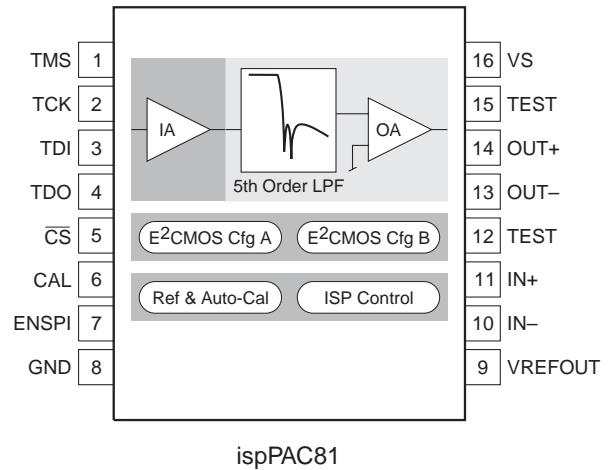 TMS 1
TCK 2
TDI 3
TDO 4
C̅S̅ 5
CAL 6
ENSPI 7
GND 8
IA
5th Order LPF
OA
E²CMOS Cfg A
E²CMOS Cfg B
Ref & Auto-Cal
ISP Control
16 VS
15 TEST
14 OUT+
13 OUT–
12 TEST
11 IN+
10 IN–
9 VREFOUT
ispPAC81